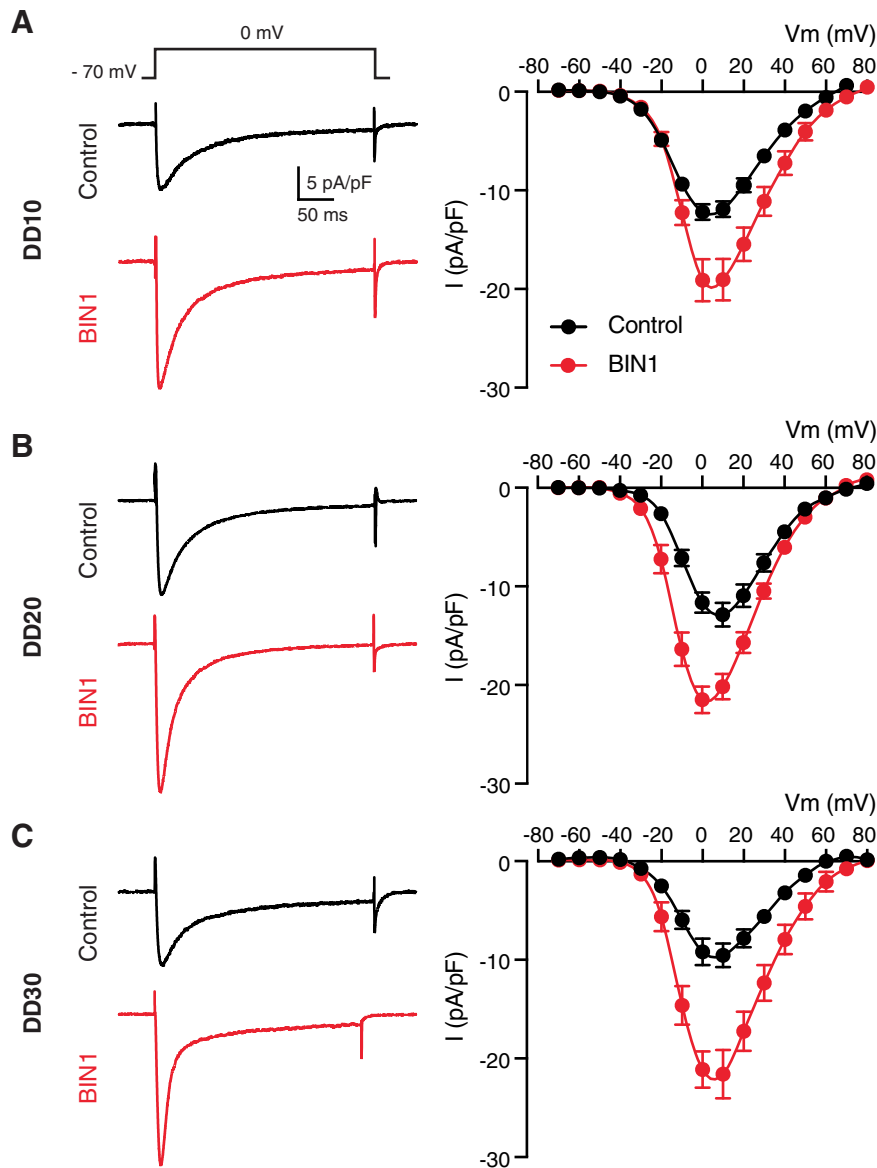 A
0 mV
- 70 mV
Control
5 pA/pF
50 ms
DD10
BIN1
Vm (mV)
-80 -60 -40 -20 0 20 40 60 80
0
-10
-20
-30
I (pA/pF)
Control
BIN1
B
Control
DD20
BIN1
Vm (mV)
-80 -60 -40 -20 0 20 40 60 80
0
-10
-20
-30
I (pA/pF)
C
Control
DD30
BIN1
Vm (mV)
-80 -60 -40 -20 0 20 40 60 80
0
-10
-20
-30
I (pA/pF)